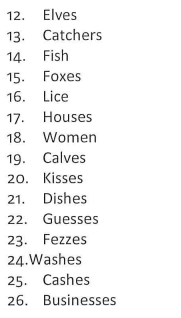 12. Elves
13. Catchers
14. Fish
15. Foxes
16. Lice
17. Houses
18. Women
19. Calves
20. Kisses
21. Dishes
22. Guesses
23. Fezzes
24.Washes
25. Cashes
26. Businesses